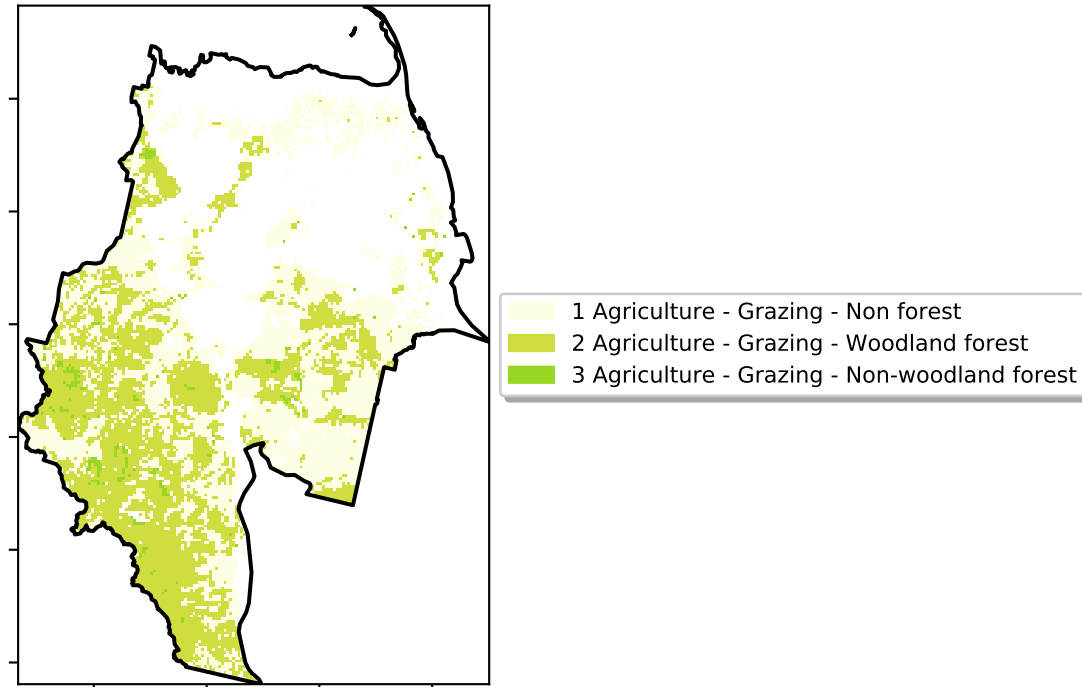 1 Agriculture - Grazing - Non forest
2 Agriculture - Grazing - Woodland forest
3 Agriculture - Grazing - Non-woodland forest